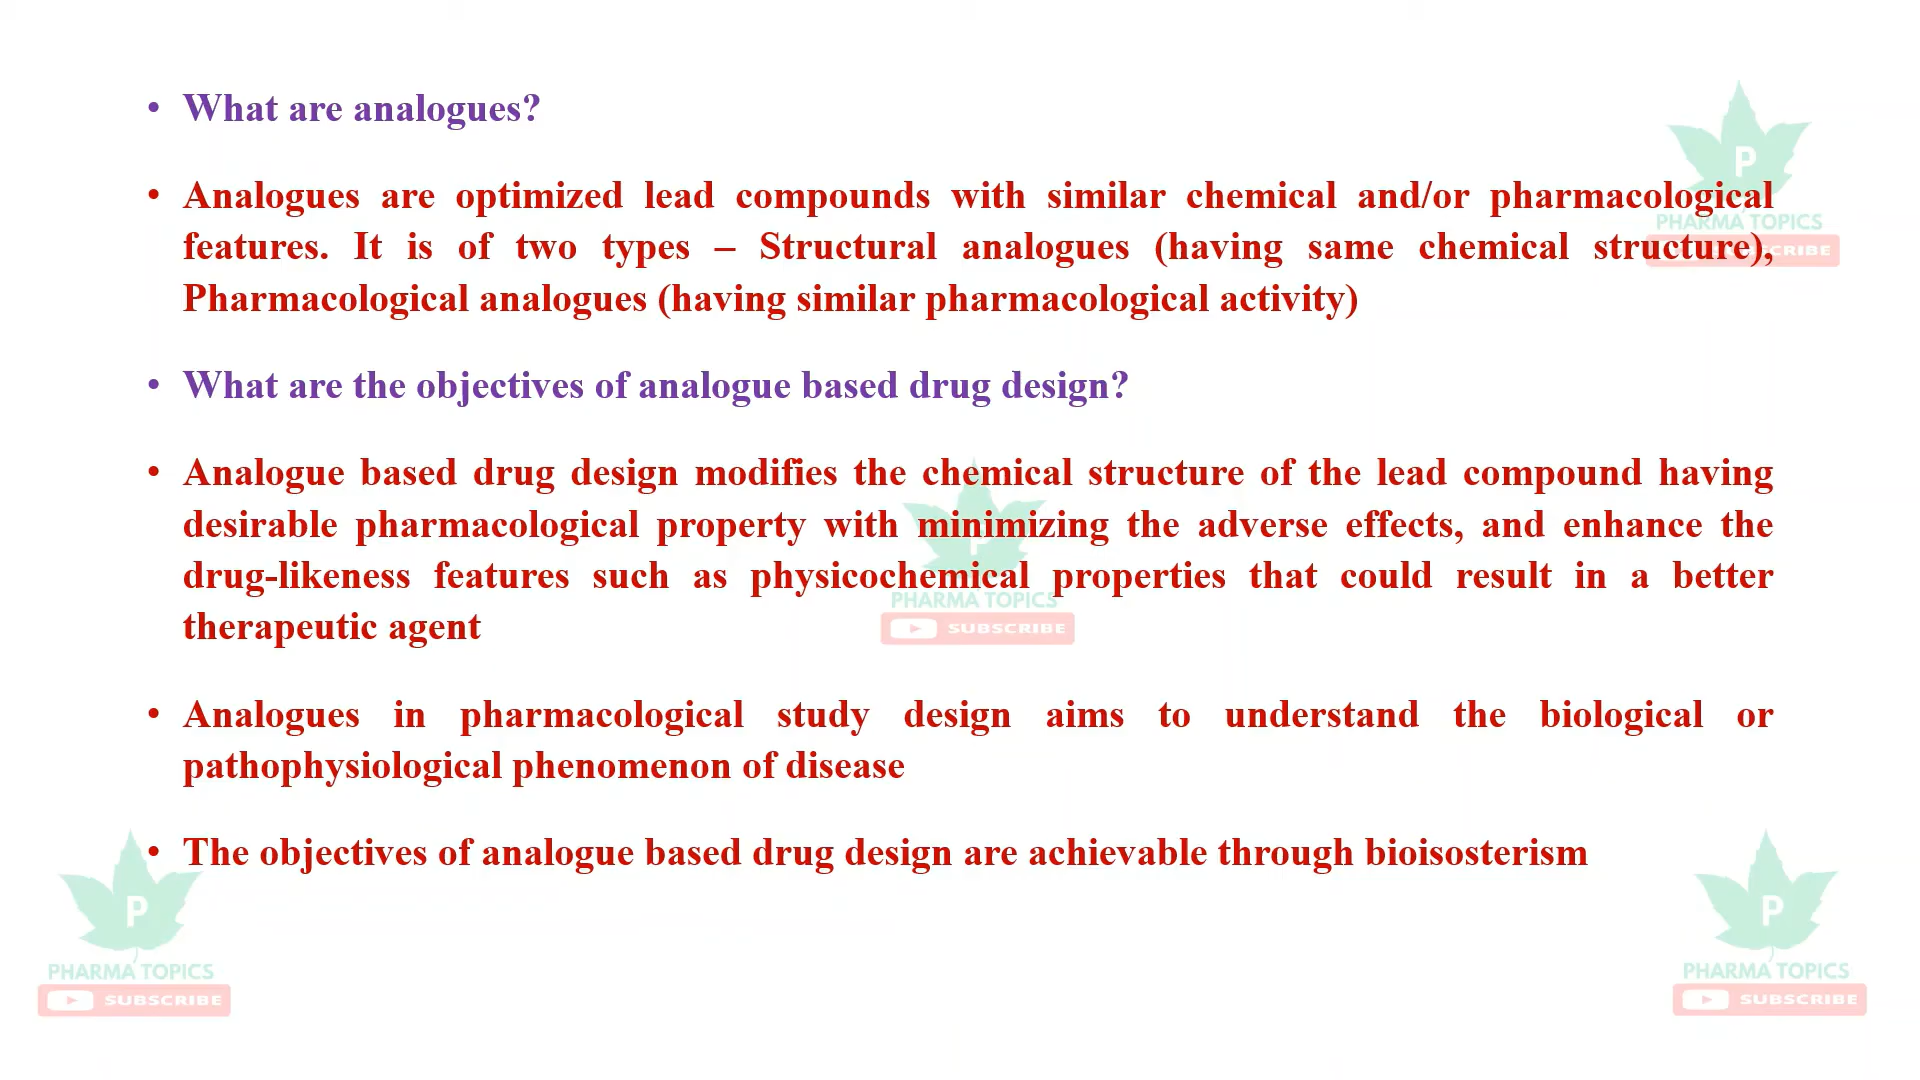 • What are analogues?
• Analogues are optimized lead compounds with similar chemical and/or pharmacological
features. It is of two types – Structural analogues (having same chemical structure),
Pharmacological analogues (having similar pharmacological activity)
• What are the objectives of analogue based drug design?
• Analogue based drug design modifies the chemical structure of the lead compound having
desirable pharmacological property with minimizing the adverse effects, and enhance the
drug-likeness features such as physicochemical properties that could result in a better
therapeutic agent
• Analogues in pharmacological study design aims to understand the biological or
pathophysiological phenomenon of disease
• The objectives of analogue based drug design are achievable through bioisosterism
P
PHARMA TOPICS
SUBSCRIBE
P
PHARMA TOPICS
SUBSCRIBE
P
PHARMA TOPICS
SUBSCRIBE
P
PHARMA TOPICS
SUBSCRIBE